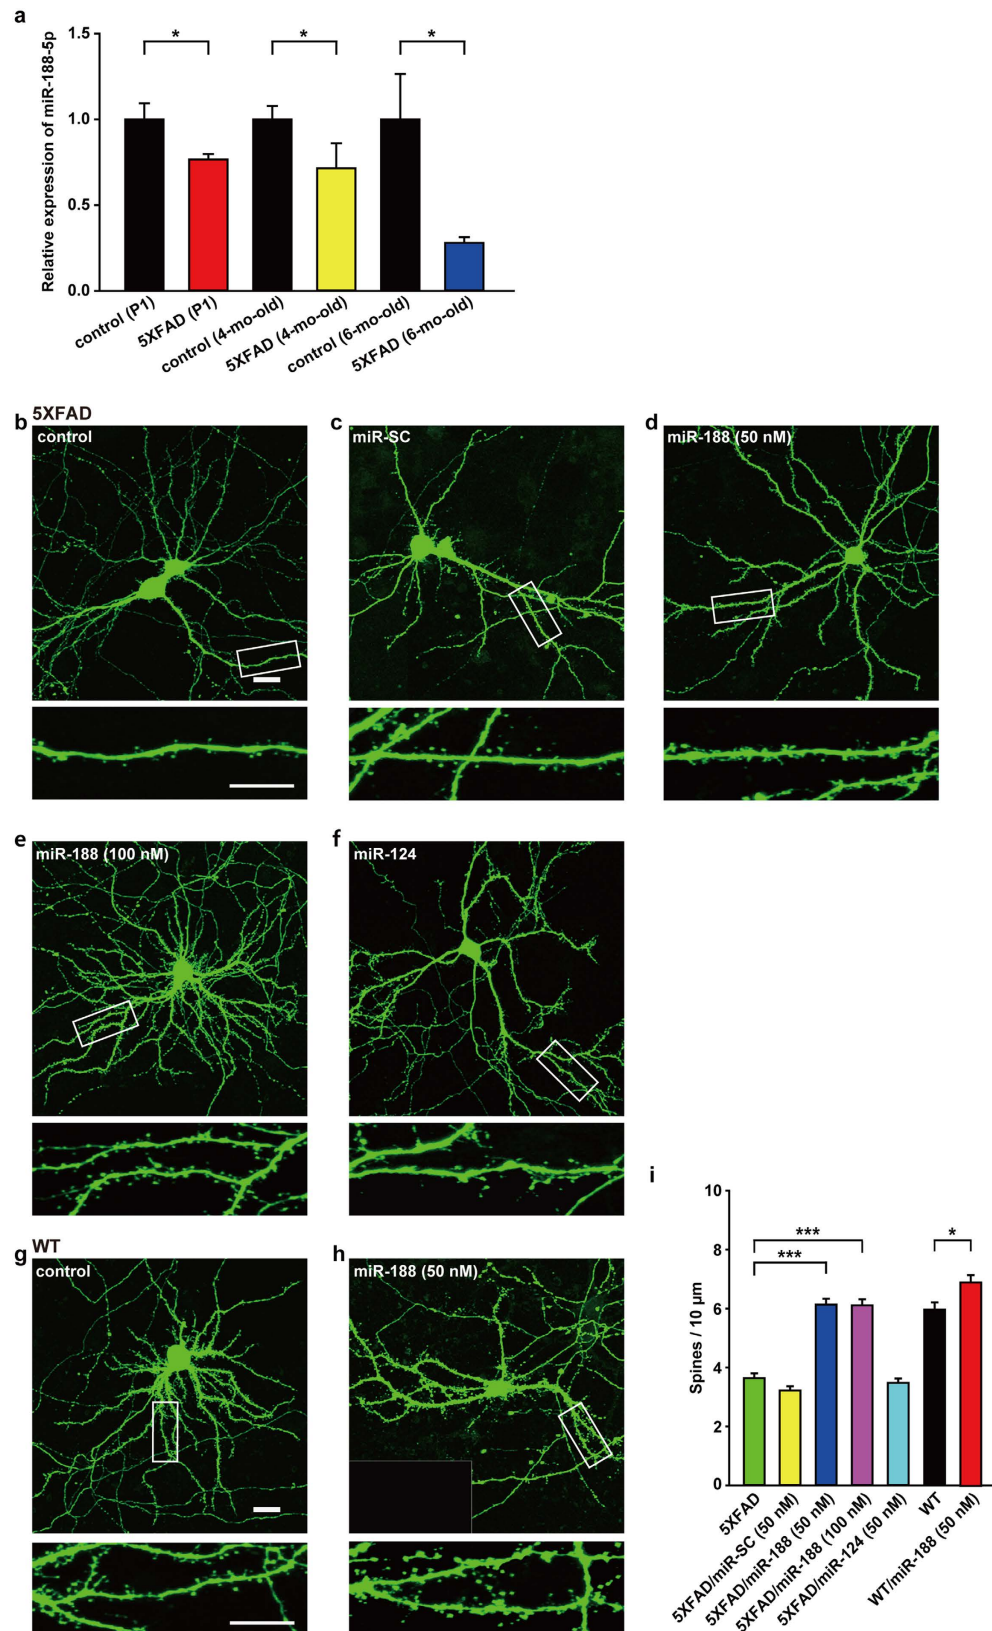 a
Relative expression of miR-188-5p
1.5
1.0
0.5
0.0
* * *
control (P1)
5XFAD (P1)
control (4-mo-old)
5XFAD (4-mo-old)
control (6-mo-old)
5XFAD (6-mo-old)
5XFAD
b control
c miR-SC
d miR-188 (50 nM)
e miR-188 (100 nM)
f miR-124
WT
g control
h miR-188 (50 nM)
i
Spines / 10 µm
10
8
6
4
2
0
***
***
*
5XFAD
5XFAD/miR-SC (50 nM)
5XFAD/miR-188 (50 nM)
5XFAD/miR-188 (100 nM)
5XFAD/miR-124 (50 nM)
WT
WT/miR-188 (50 nM)